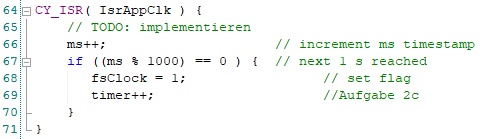 64 CY_ISR( IsrAppClk ) {
65 // TODO: implementieren
66 ms++; // increment ms timestamp
67 if ((ms % 1000) == 0 ) { // next 1 s reached
68 fsClock = 1; // set flag
69 timer++; //Aufgabe 2c
70 }
71 }